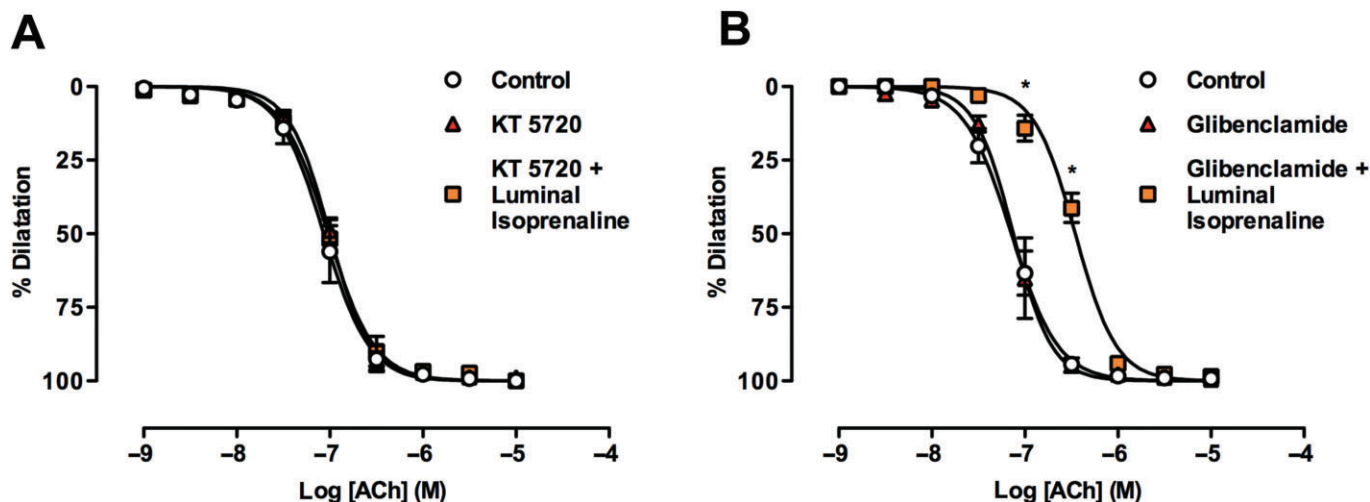 A
0
25
50
75
100
% Dilatation
–9
–8
–7
–6
–5
–4
Log [ACh] (M)
Control
KT 5720
KT 5720 +
Luminal
Isoprenaline
B
0
25
50
75
100
% Dilatation
–9
–8
–7
–6
–5
–4
Log [ACh] (M)
*
*
Control
Glibenclamide
Glibenclamide +
Luminal
Isoprenaline